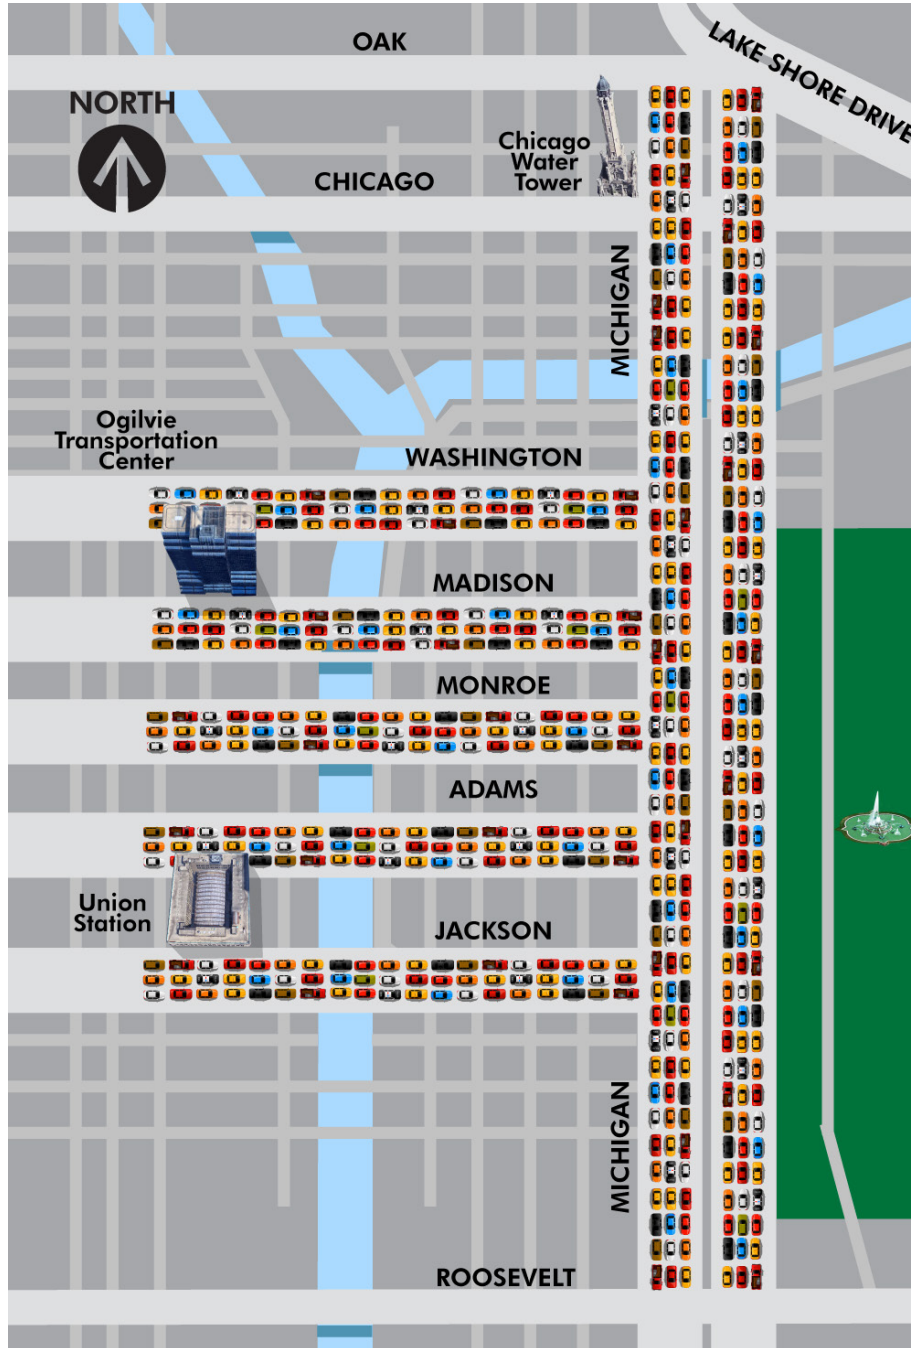 OAK
LAKE SHORE DRIVE
NORTH
Chicago
Water
Tower
CHICAGO
MICHIGAN
Ogilvie
Transportation
Center
WASHINGTON
MADISON
MONROE
ADAMS
Union
Station
JACKSON
MICHIGAN
ROOSEVELT